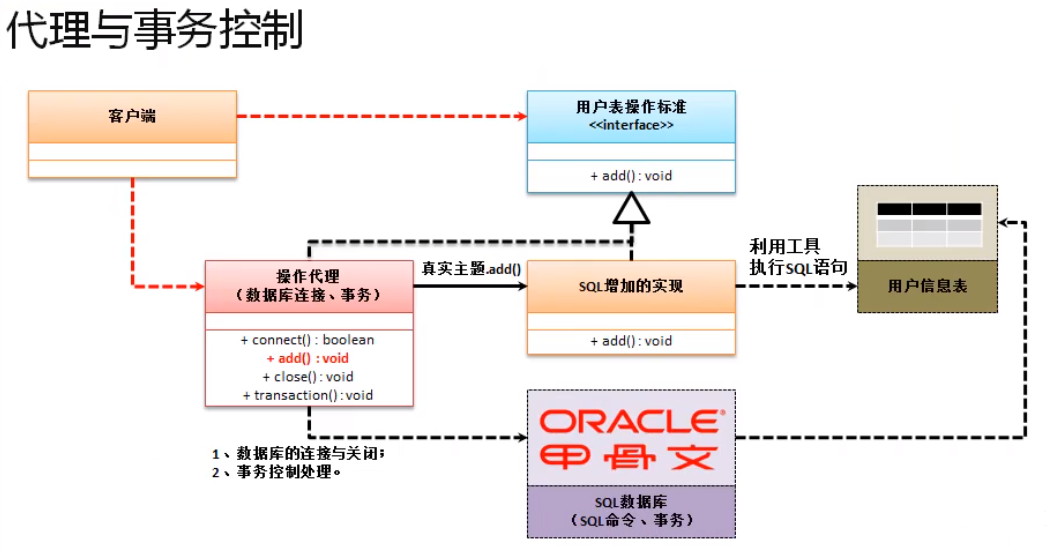 代理与事务控制
客户端
用户表操作标准
<<interface>>
+ add() : void
操作代理
（数据库连接、事务）
+ connect() : boolean
+ add() : void
+ close() : void
+ transaction() : void
真实主题.add()
SQL增加的实现
+ add() : void
利用工具
执行SQL语句
用户信息表
1、数据库的连接与关闭；
2、事务控制处理。
ORACLE®
甲骨文
SQL数据库
（SQL命令、事务）